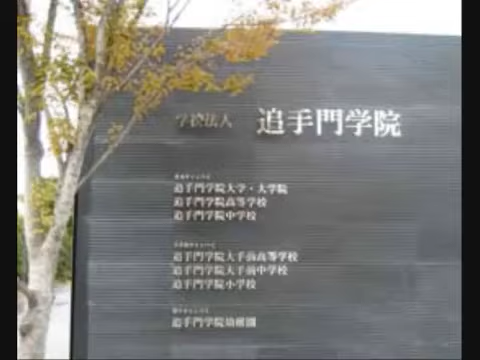 学校法人 追手門学院
追手門学院大学・大学院
追手門学院高等学校
追手門学院中学校
追手門学院大手前高等学校
追手門学院大手前中学校
追手門学院小学校
追手門学院幼稚園